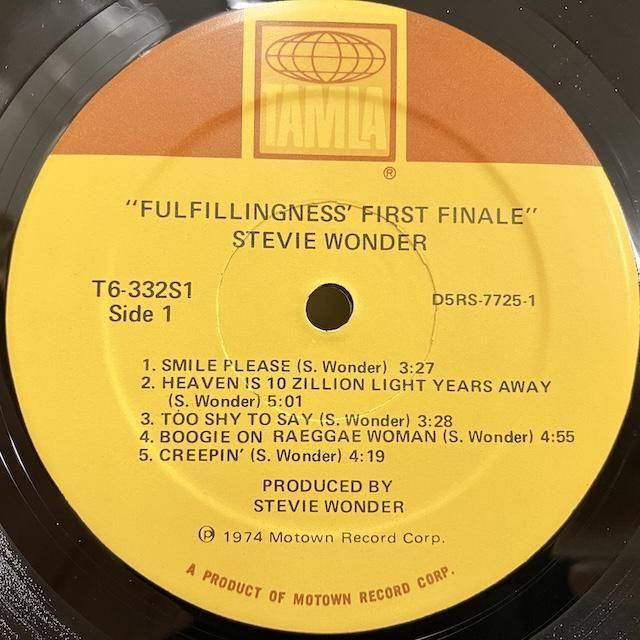 TAMLA
®
"FULFILLINGNESS' FIRST FINALE"
STEVIE WONDER
T6-332S1
Side 1
D5RS-7725-1
1. SMILE PLEASE (S. Wonder) 3:27
2. HEAVEN IS 10 ZILLION LIGHT YEARS AWAY
(S. Wonder) 5:01
3. TOO SHY TO SAY (S. Wonder) 3:28
4. BOOGIE ON RAEGGAE WOMAN (S. Wonder) 4:55
5. CREEPIN' (S. Wonder) 4:19
PRODUCED BY
STEVIE WONDER
℗ 1974 Motown Record Corp.
A PRODUCT OF MOTOWN RECORD CORP.